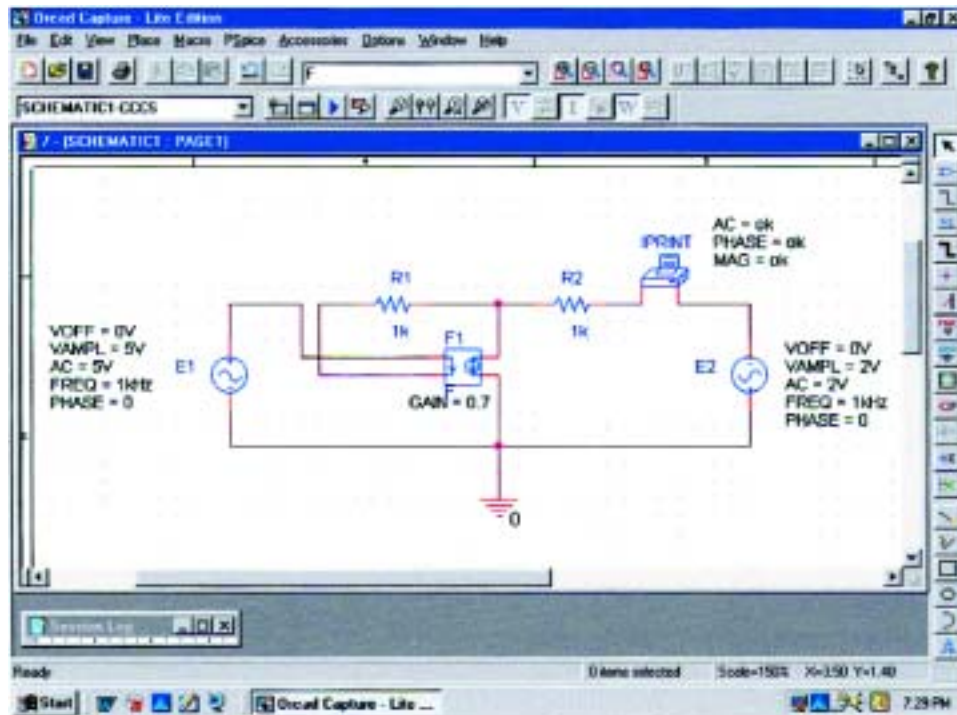 Orcad Capture - Lite Edition
File Edit View Place Macro PSpice Accessories Options Window Help
F
SCHEMATIC1-CCCS
V I W
7 - (SCHEMATIC1 : PAGE1)
AC = ok
PHASE = ok
MAG = ok
IPRINT
R1
R2
1k
1k
F1
F
GAIN = 0.7
VOFF = 0V
VAMPL = 5V
AC = 5V
FREQ = 1kHz
PHASE = 0
E1
E2
VOFF = 0V
VAMPL = 2V
AC = 2V
FREQ = 1kHz
PHASE = 0
0
Session Log ...
Ready
0 items selected Scale=150% X=3.50 Y=1.40
Start
Orcad Capture - Lite ...
7:29 PM